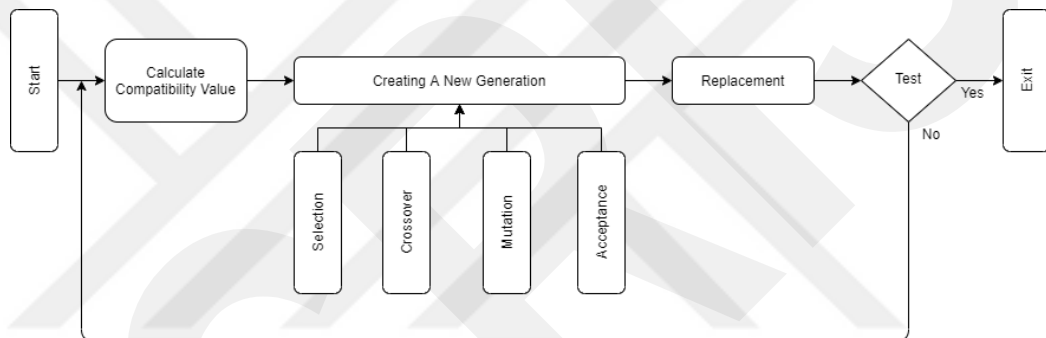 Start
Calculate
Compatibility Value
Creating A New Generation
Selection
Crossover
Mutation
Acceptance
Replacement
Test
Yes
No
Exit